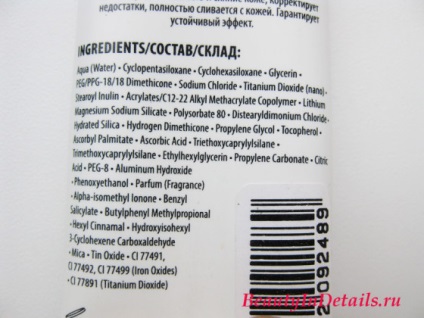 коже, корректирует
недостатки, полностью сливается с кожей. Гарантирует
устойчивый эффект.
INGREDIENTS/СОСТАВ/СКЛАД:
Aqua (Water) • Cyclopentasiloxane • Cyclohexasiloxane • Glycerin •
PEG/PPG-18/18 Dimethicone • Sodium Chloride • Titanium Dioxide (nano) •
Stearoyl Inulin • Acrylates/C12-22 Alkyl Methacrylate Copolymer • Lithium
Magnesium Sodium Silicate • Polysorbate 80 • Distearyldimonium Chloride •
Hydrated Silica • Hydrogen Dimethicone • Propylene Glycol • Tocopherol •
Ascorbyl Palmitate • Ascorbic Acid • Triethoxycaprylylsilane •
Trimethoxycaprylylsilane • Ethylhexylglycerin • Propylene Carbonate • Citric
Acid • PEG-8 • Aluminum Hydroxide
• Phenoxyethanol • Parfum (Fragrance)
• Alpha-isomethyl Ionone • Benzyl
Salicylate • Butylphenyl Methylpropional
• Hexyl Cinnamal • Hydroxyisohexyl
3-Cyclohexene Carboxaldehyde
• Mica • Tin Oxide • CI 77491,
CI 77492, CI 77499 (Iron Oxides)
• CI 77891 (Titanium Dioxide)
2092489
BeautyInDetails.ru